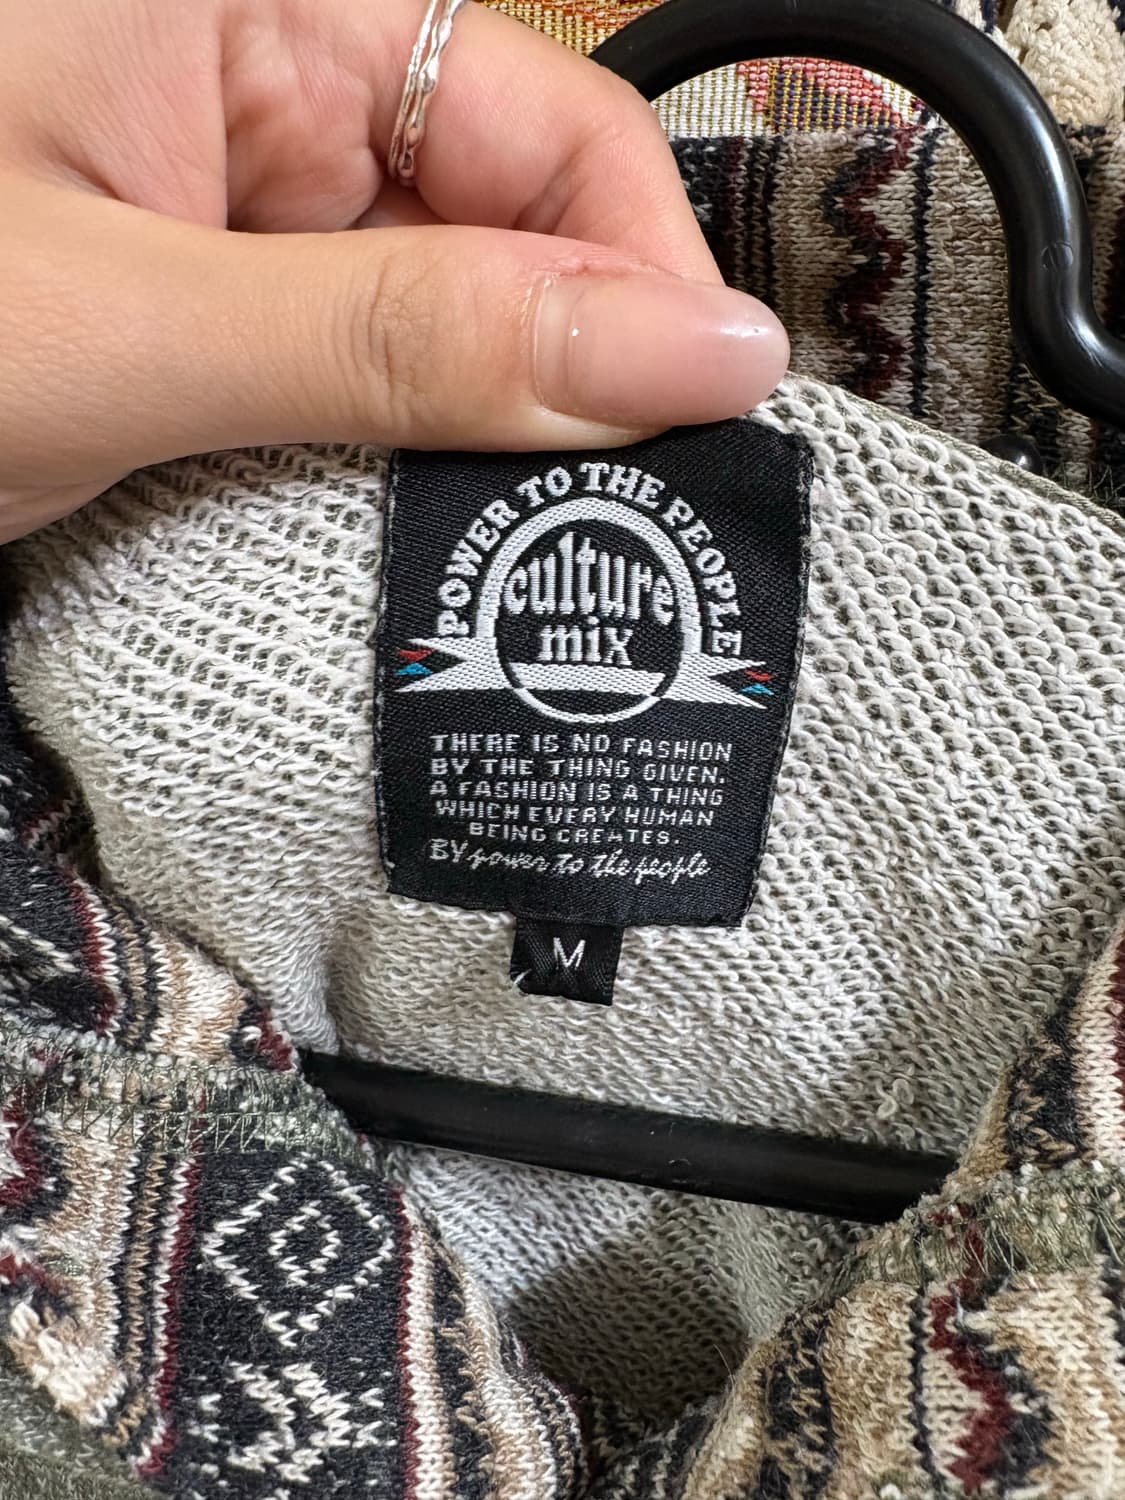 POWER TO THE PEOPLE
culture
mix
THERE IS NO FASHION
BY THE THING GIVEN.
A FASHION IS A THING
WHICH EVERY HUMAN
BEING CREATES.
BY power to the people
M